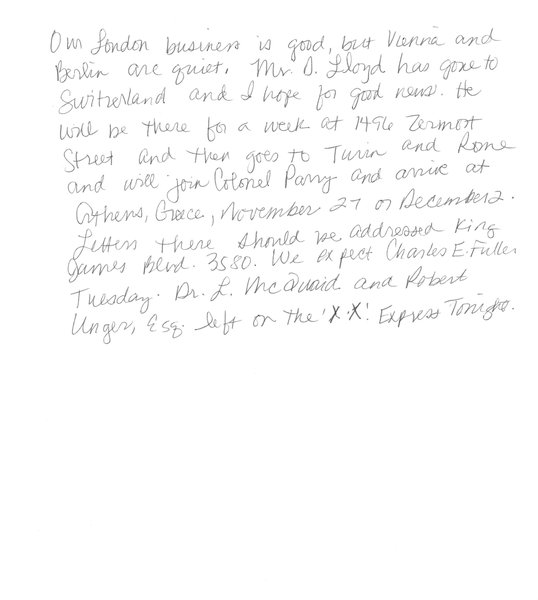 Our London business is good, but Vienna and
Berlin are quiet. Mr. D. Lloyd has gone to
Switzerland and I hope for good news. He
will be there for a week at 1496 Zermott
Street and then goes to Turin and Rome
and will join Colonel Parry and arrive at
Athens, Greece, November 27 or December 2.
Letters there should be addressed King
James Blvd. 3580. We expect Charles E. Fuller
Tuesday. Dr. L. McQuaid and Robert
Unger, Esq. left on the 'X.X.' Express Tonight.